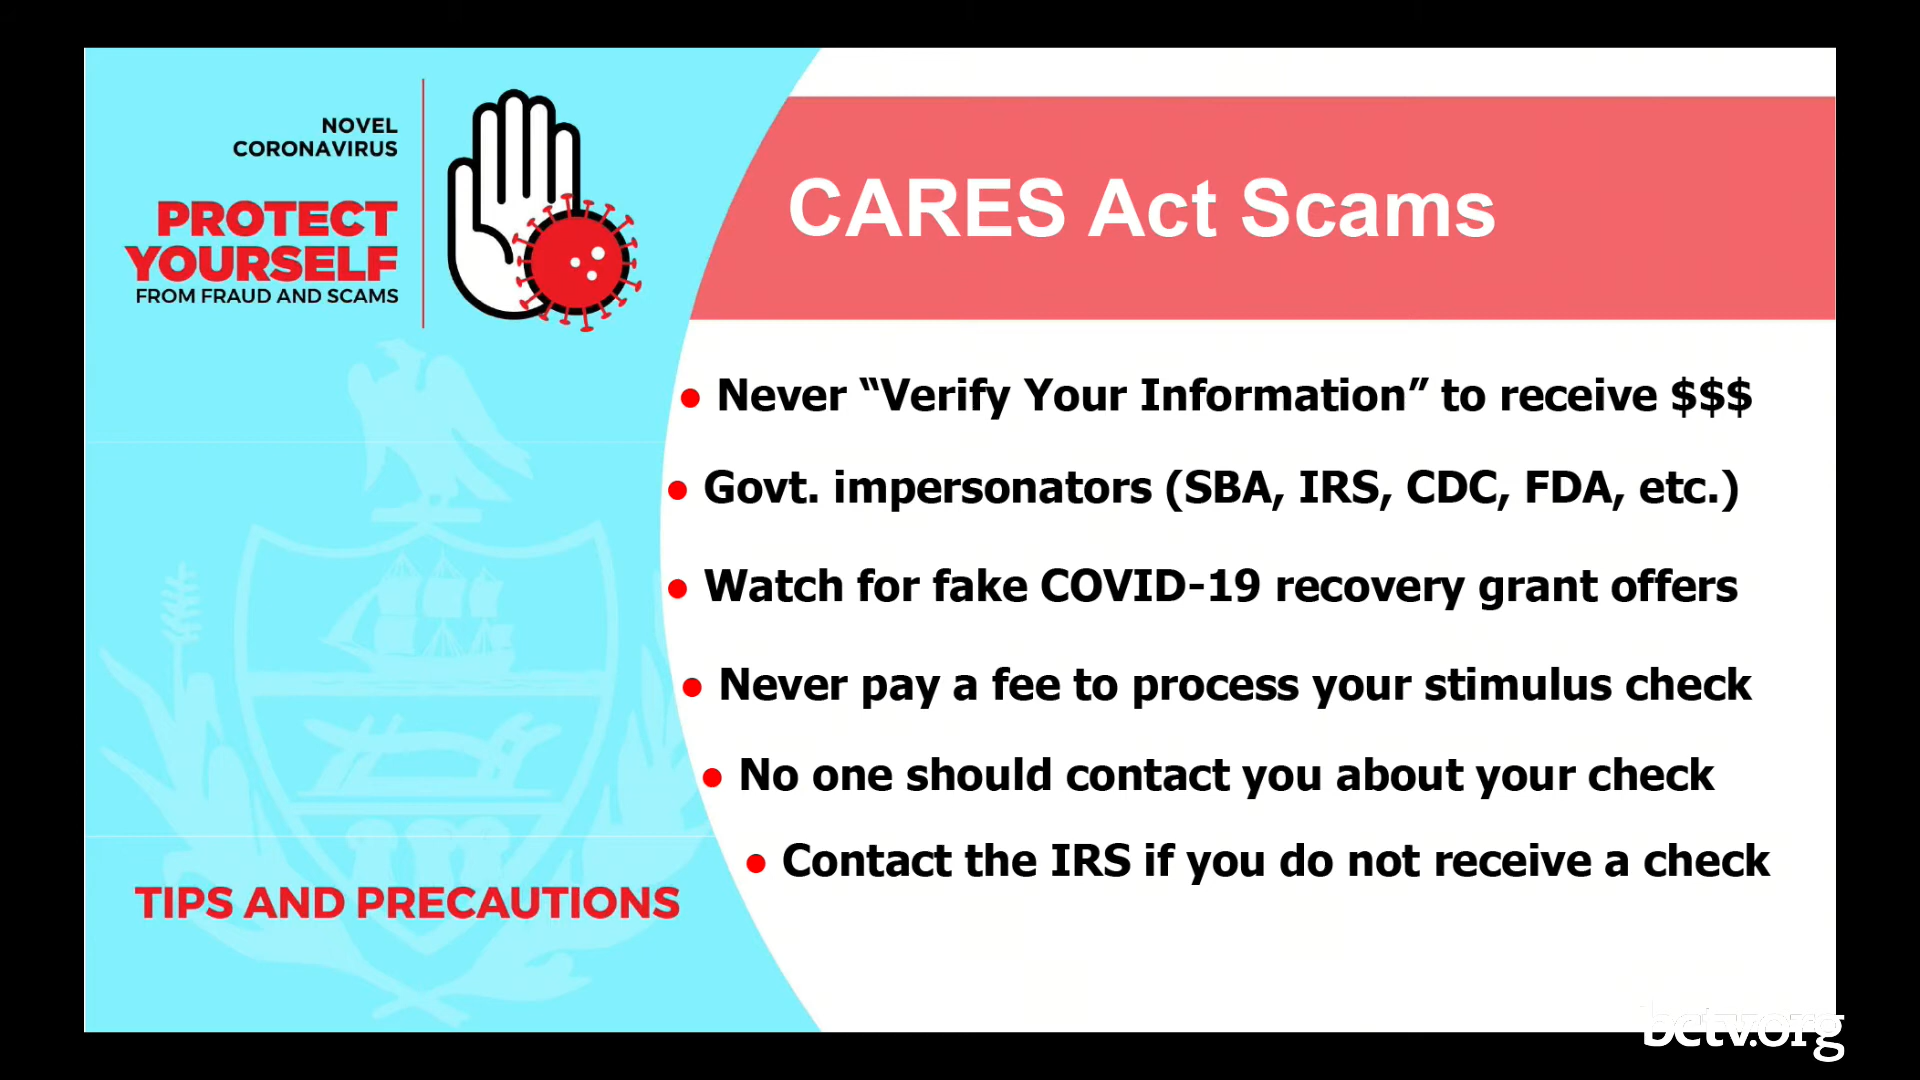 NOVEL
CORONAVIRUS
PROTECT
YOURSELF
FROM FRAUD AND SCAMS
CARES Act Scams
● Never “Verify Your Information” to receive $$$
● Govt. impersonators (SBA, IRS, CDC, FDA, etc.)
● Watch for fake COVID-19 recovery grant offers
● Never pay a fee to process your stimulus check
● No one should contact you about your check
● Contact the IRS if you do not receive a check
TIPS AND PRECAUTIONS
bctv.org